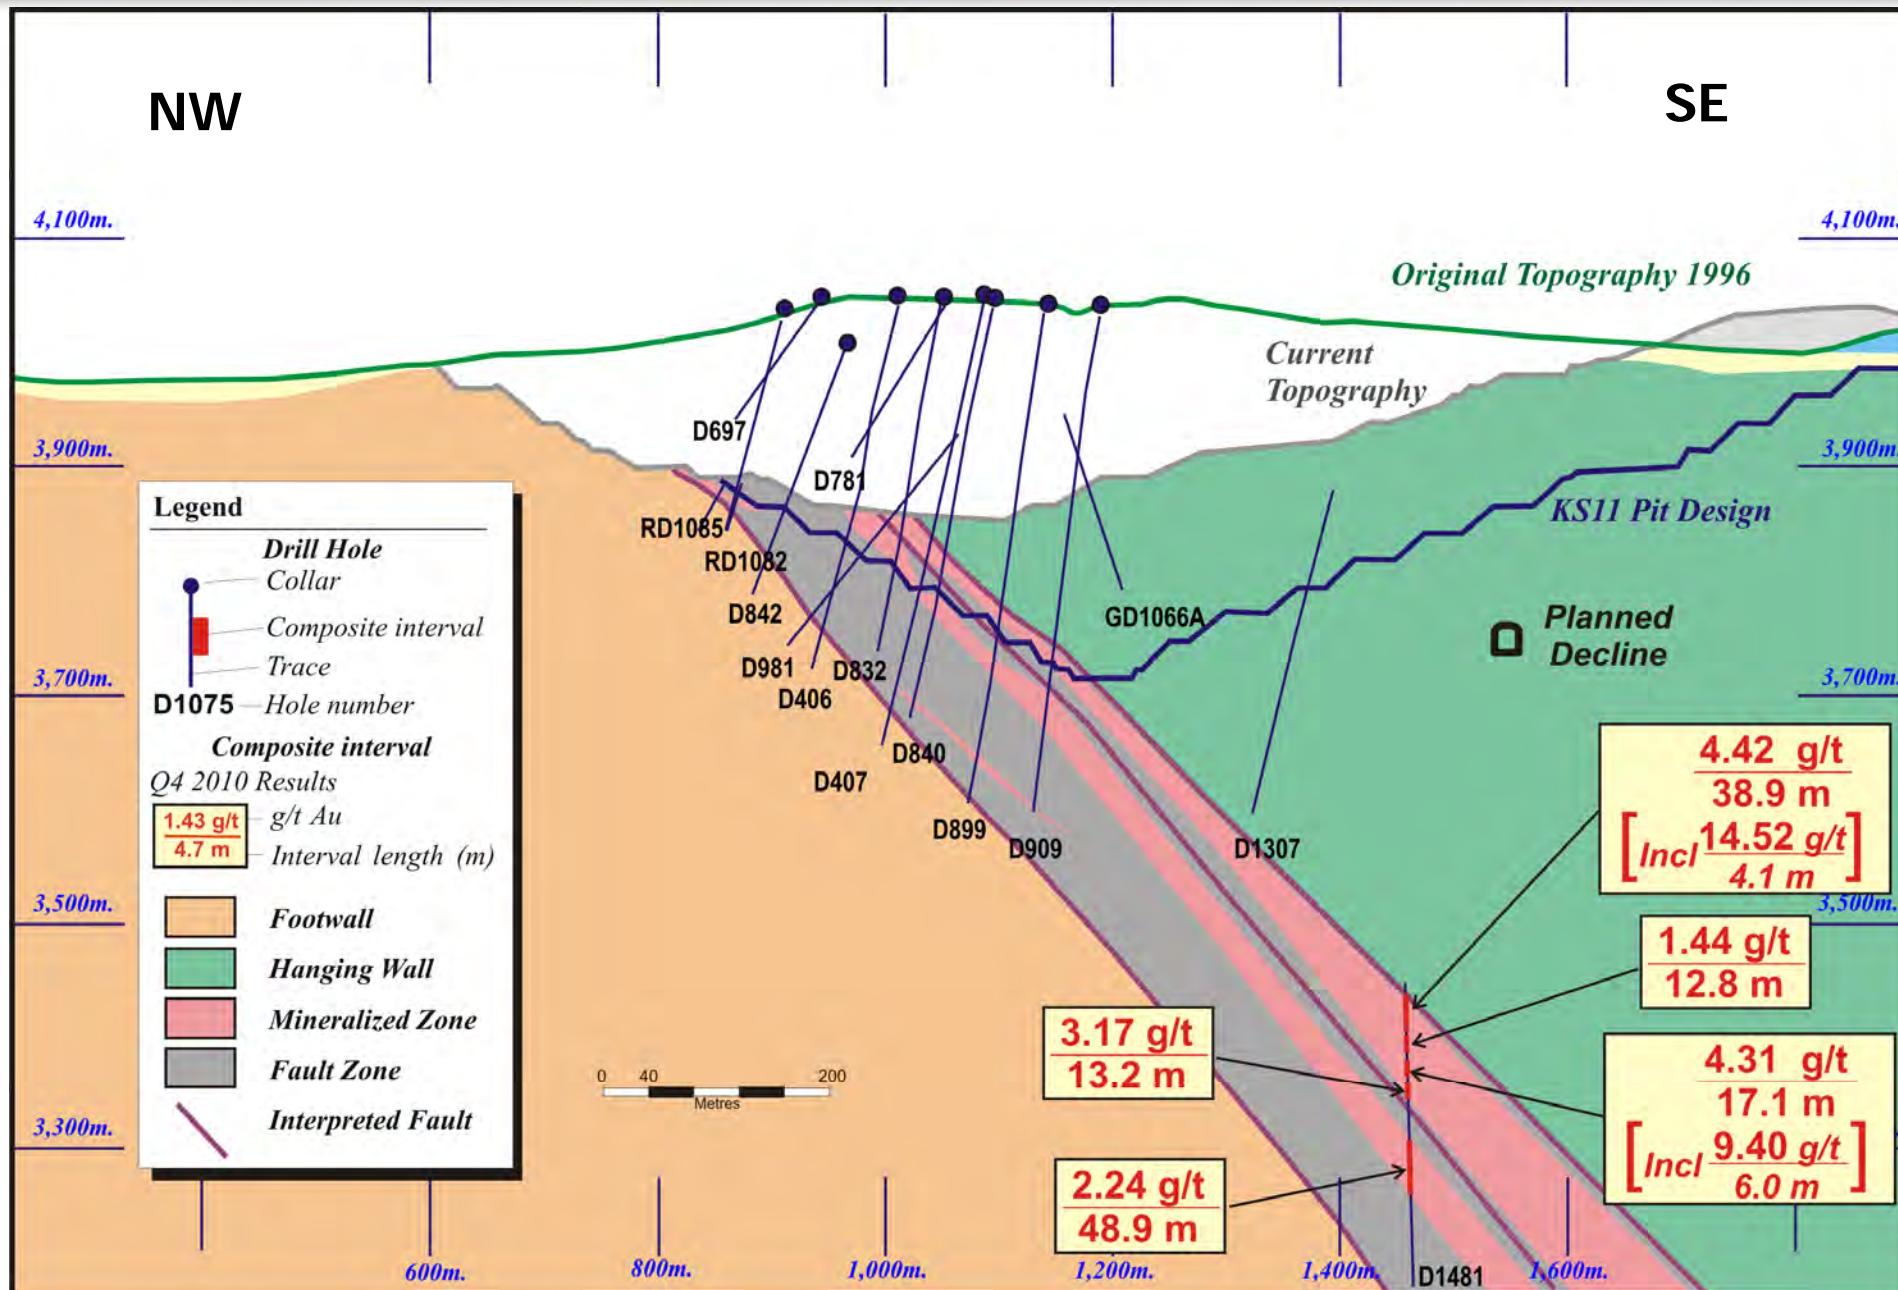 NW
SE
4,100m.
4,100m.
Original Topography 1996
Current
Topography
D697
3,900m.
3,900m.
D781
KS11 Pit Design
RD1085
RD1082
D842
GD1066A
Planned
Decline
D981
D832
D406
3,700m.
3,700m.
D840
D407
D899
D909
D1307
Legend
Drill Hole
Collar
Composite interval
Trace
D1075
Hole number
Composite interval
Q4 2010 Results
1.43 g/t
4.7 m
g/t Au
Interval length (m)
Footwall
Hanging Wall
Mineralized Zone
Fault Zone
Interpreted Fault
4.42 g/t
38.9 m
[Incl 14.52 g/t
4.1 m]
3,500m.
3,500m.
1.44 g/t
12.8 m
3.17 g/t
13.2 m
4.31 g/t
17.1 m
[Incl 9.40 g/t
6.0 m]
0 40 200
Metres
3,300m.
2.24 g/t
48.9 m
600m.
800m.
1,000m.
1,200m.
1,400m.
D1481
1,600m.